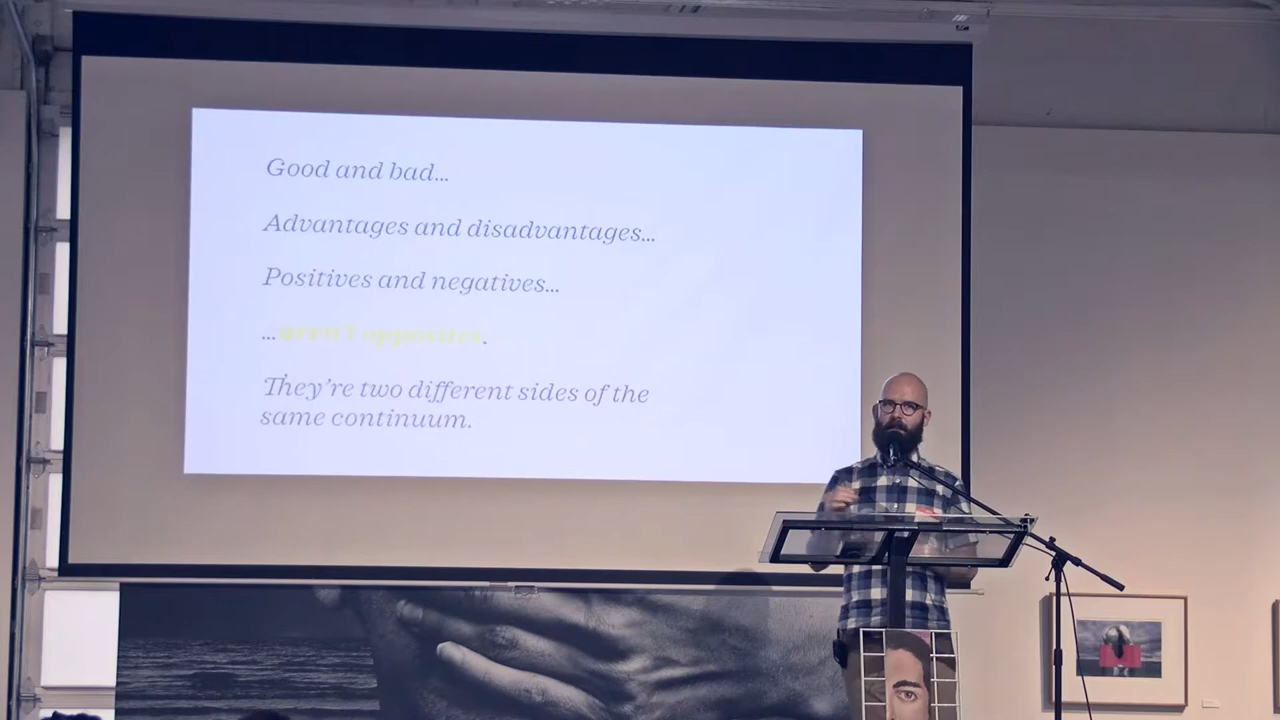 Good and bad...
Advantages and disadvantages...
Positives and negatives...
...aren't opposites.
They're two different sides of the
same continuum.